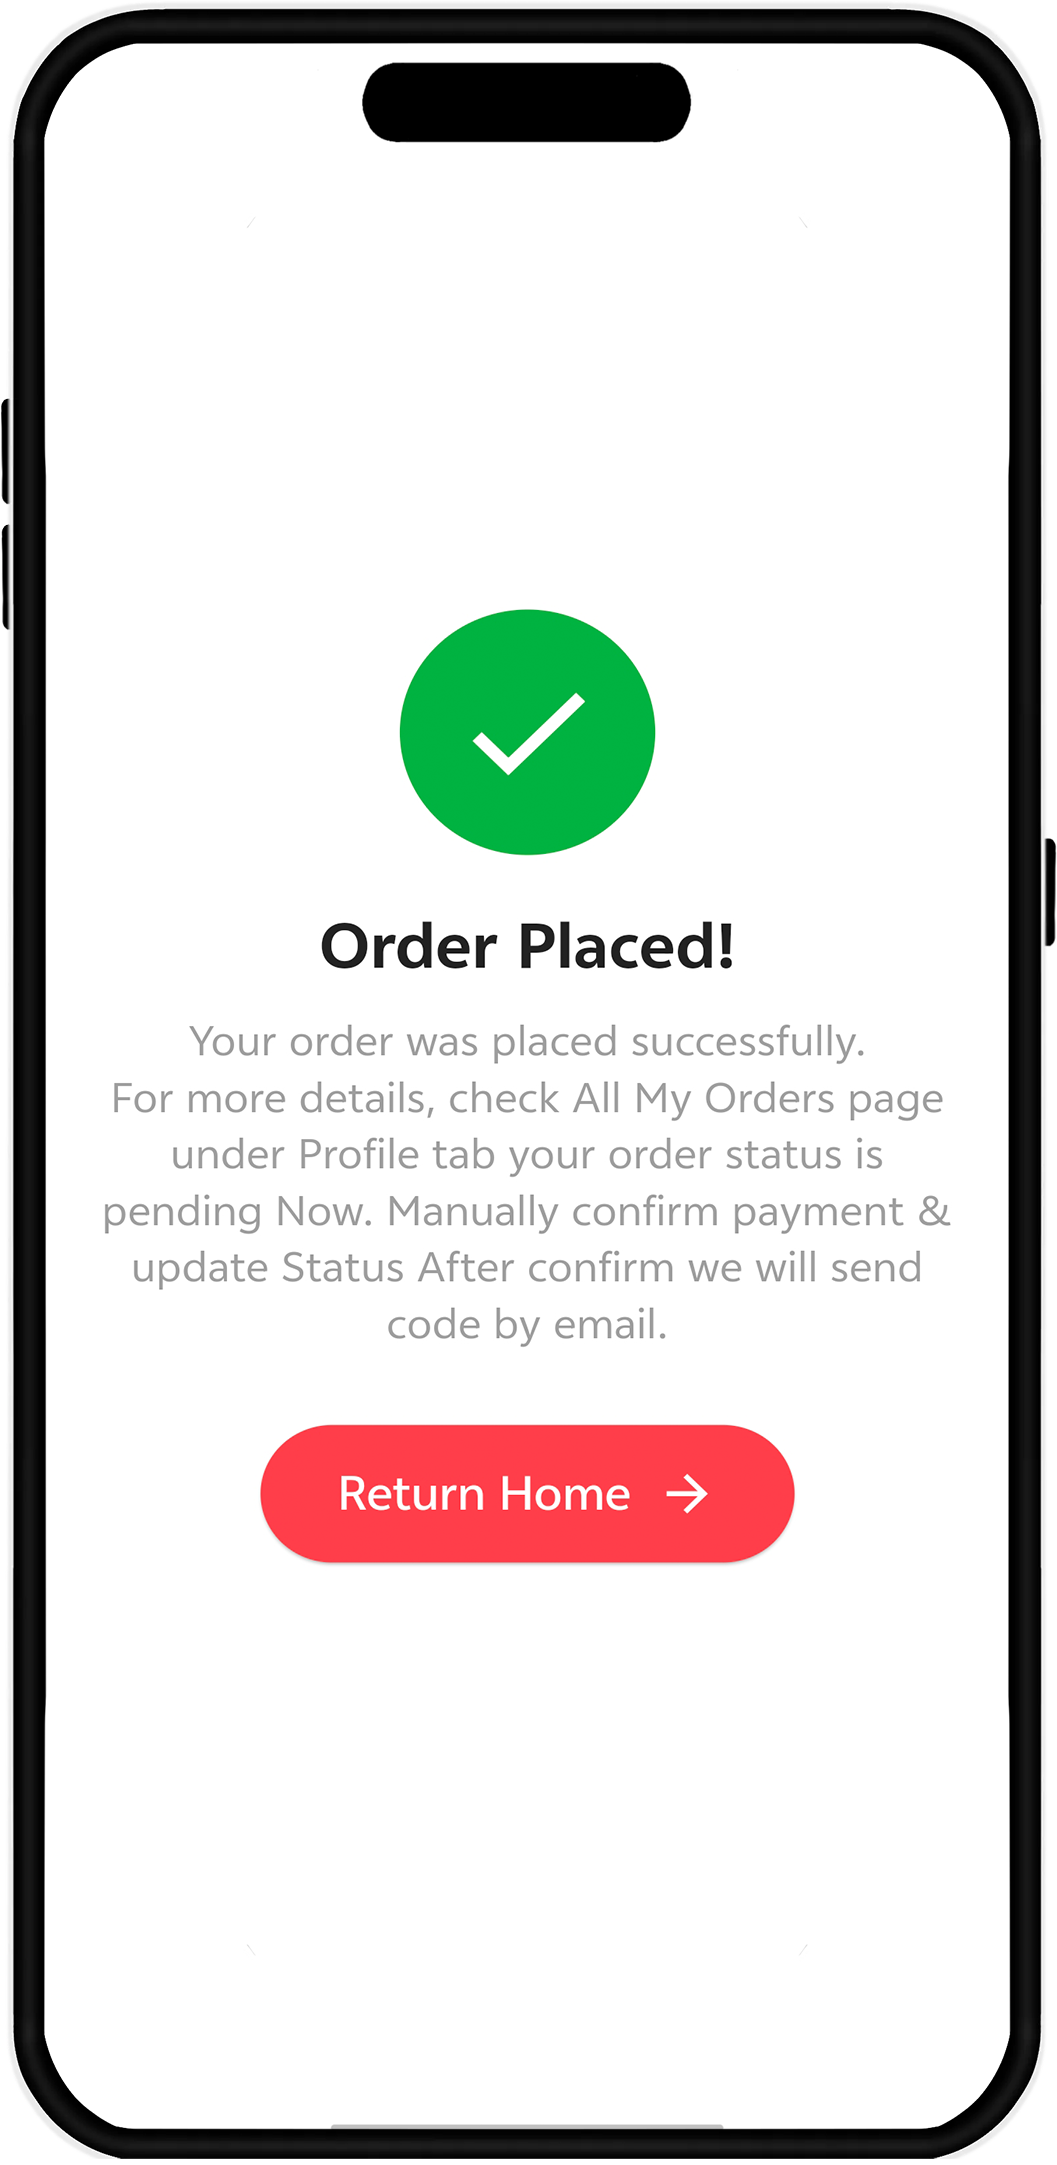 Order Placed!
Your order was placed successfully.
For more details, check All My Orders page
under Profile tab your order status is
pending Now. Manually confirm payment &
update Status After confirm we will send
code by email.
Return Home